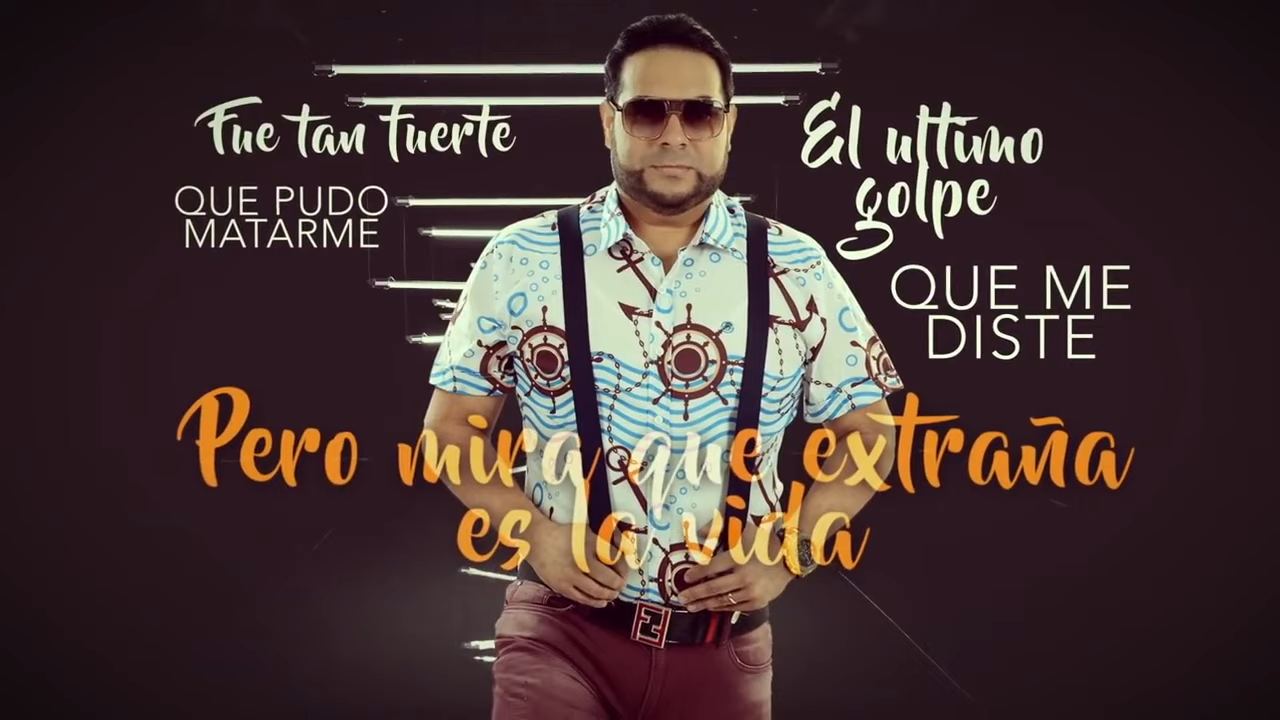 Fue tan fuerte
QUE PUDO
MATARME
El ultimo
golpe
QUE ME
DISTE
Pero mira que extraña
es la vida